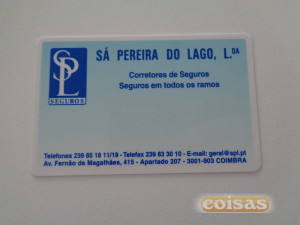 SPL
SEGUROS
SÁ PEREIRA DO LAGO, L.DA
Corretores de Seguros
Seguros em todos os ramos
Telefones 239 85 18 11/19 - Telefax 239 83 30 10 - E-mail: geral@spl.pt
Av. Fernão de Magalhães, 415 - Apartado 207 - 3001-903 COIMBRA
coisas